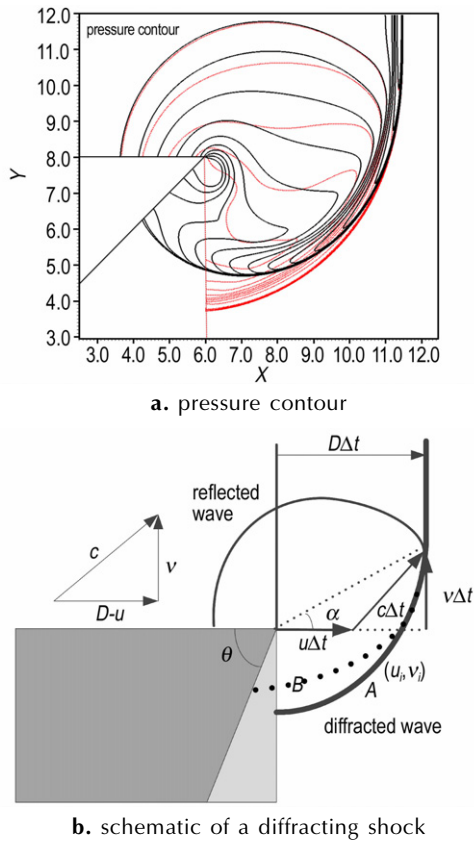 12.0
pressure contour
11.0
10.0
9.0
8.0
Y
7.0
6.0
5.0
4.0
3.0
3.0 4.0 5.0 6.0 7.0 8.0 9.0 10.0 11.0 12.0
X
a. pressure contour
DΔt
reflected
wave
c
ν
D-u
cΔt
νΔt
α
uΔt
θ
(uᵢ,νᵢ)
B
A
diffracted wave
b. schematic of a diffracting shock